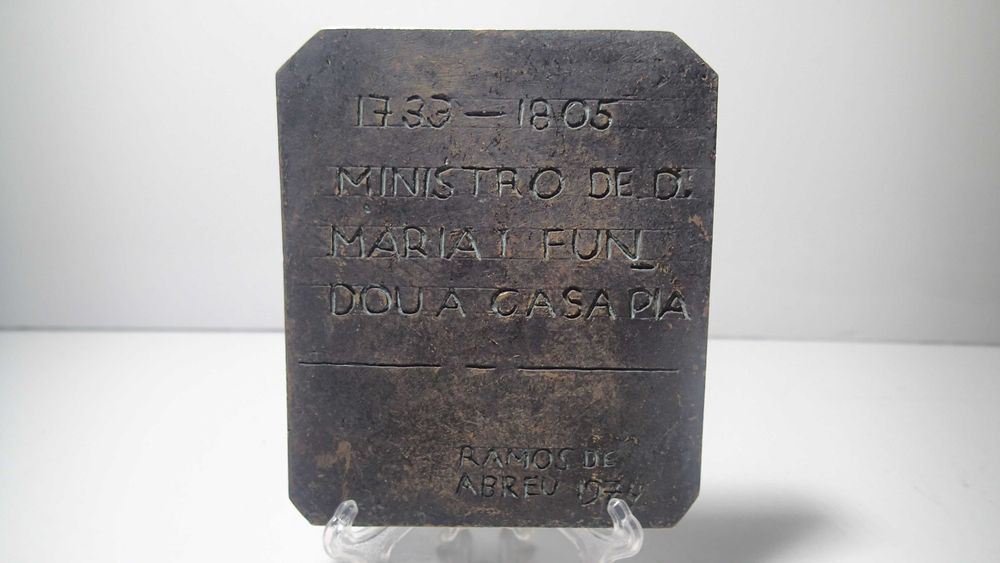 1733 — 1805
MINISTRO DE D.
MARIA I FUN_
DOU A CASA PIA
RAMOS DE
ABREU